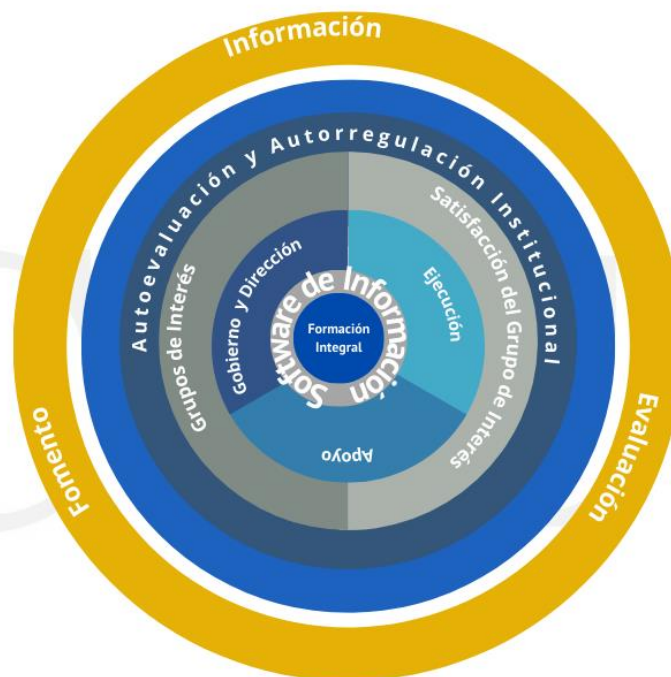 Información
Fomento
Evaluación
Autoevaluación y Autorregulación Institucional
Grupos de Interés
Satisfacción del Grupo de Interés
Gobierno y Dirección
Ejecución
Apoyo
Software de Información
Formación
Integral